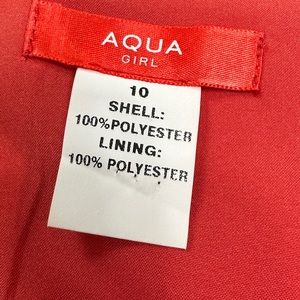 AQUA
GIRL
10
SHELL:
100%POLYESTER
LINING:
100% POLYESTER